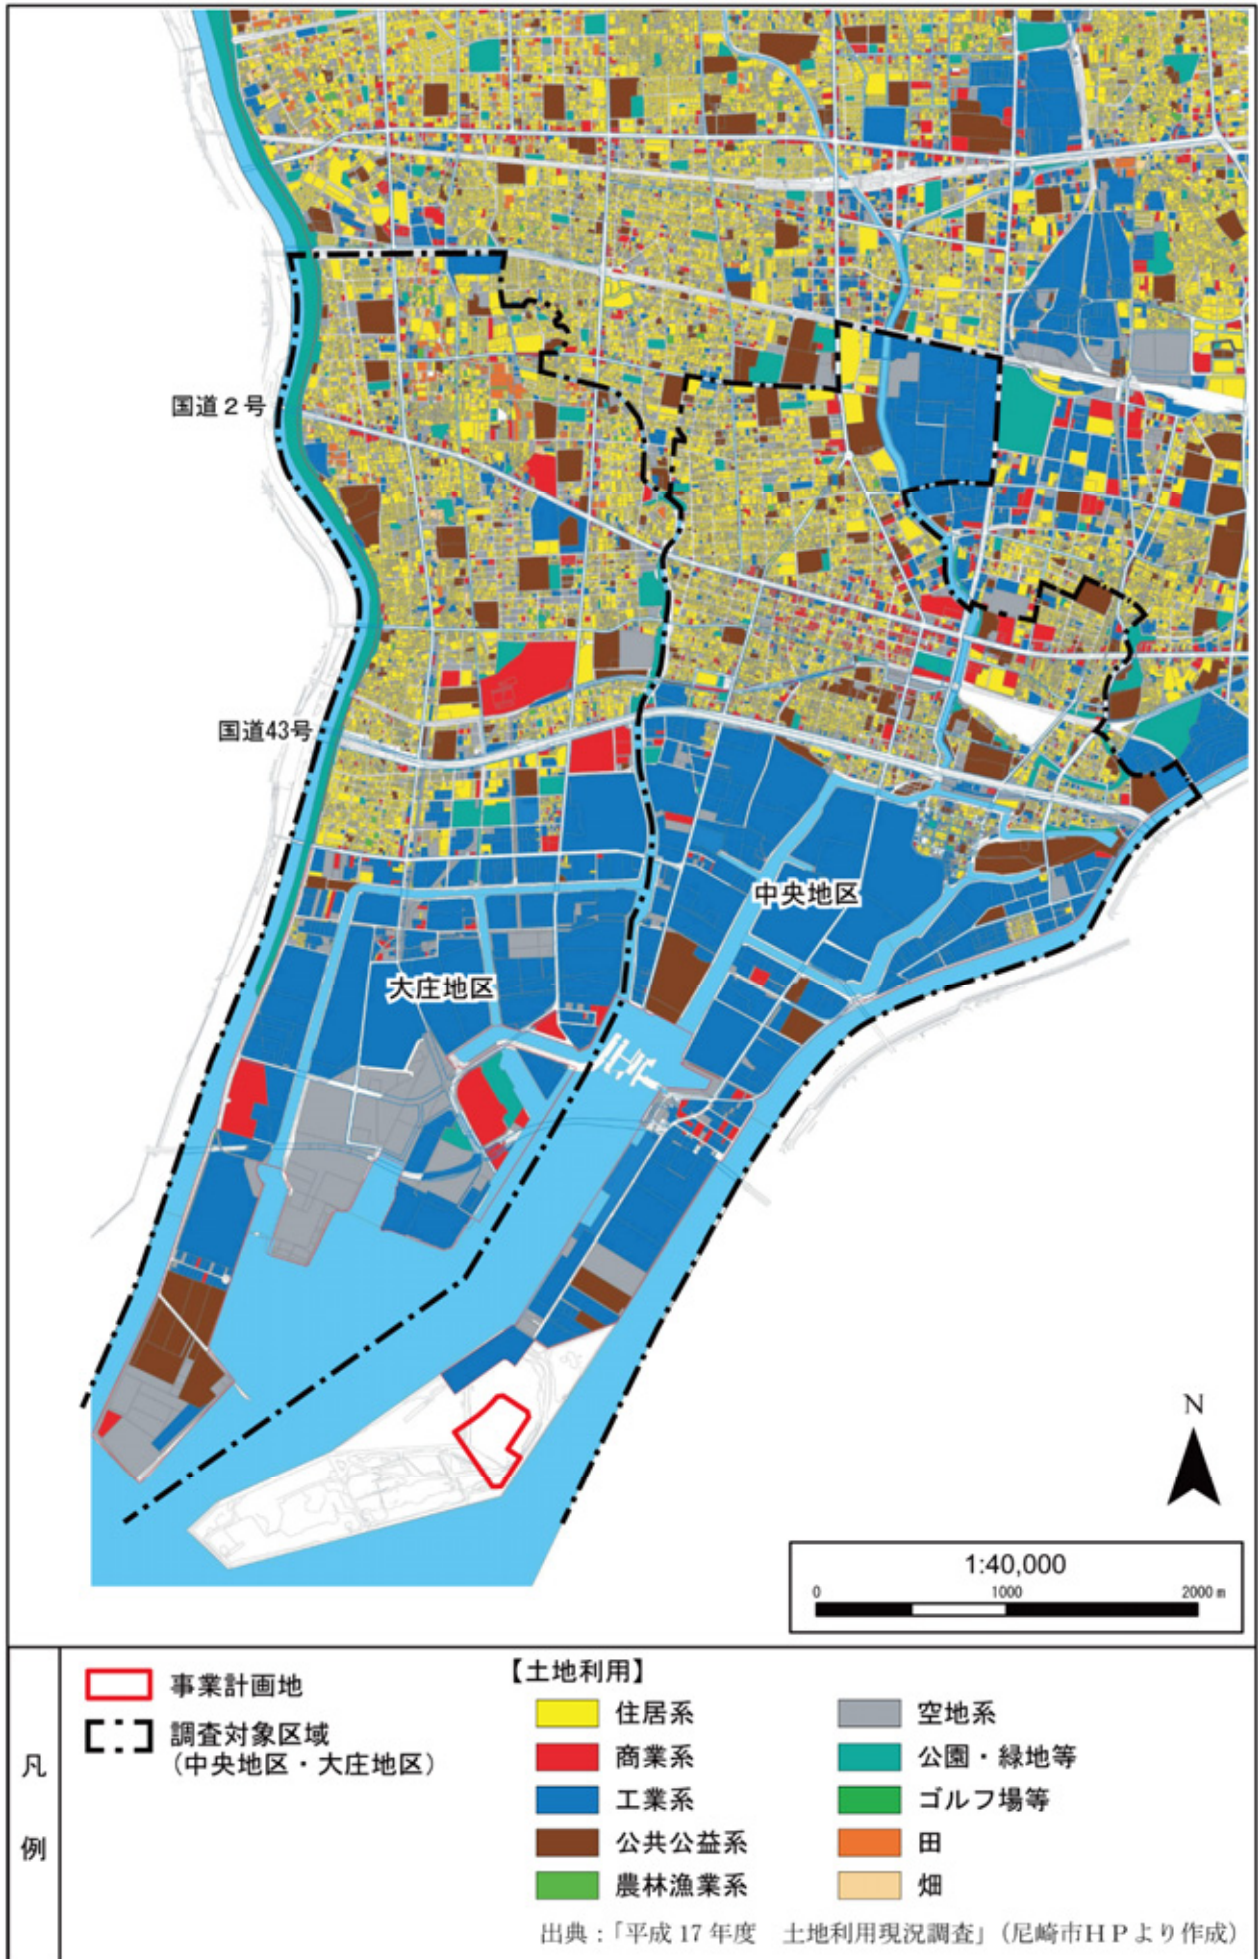 国道2号
国道43号
中央地区
大庄地区
N
1:40,000
0 1000 2000 m
凡例
事業計画地
調査対象区域
(中央地区・大庄地区)
【土地利用】
住居系
商業系
工業系
公共公益系
農林漁業系
空地系
公園・緑地等
ゴルフ場等
田
畑
出典:「平成17年度 土地利用現況調査」(尼崎市HPより作成)